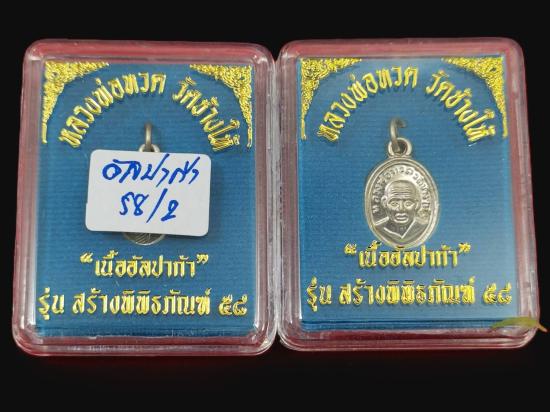 หลวงพ่อทวด วัดช้างให้
อัลปาก้า
58/2
"เนื้ออัลปาก้า"
รุ่น สร้างพิพิธภัณฑ์ ๕๘
หลวงพ่อทวด วัดช้างให้
"เนื้ออัลปาก้า"
รุ่น สร้างพิพิธภัณฑ์ ๕๘